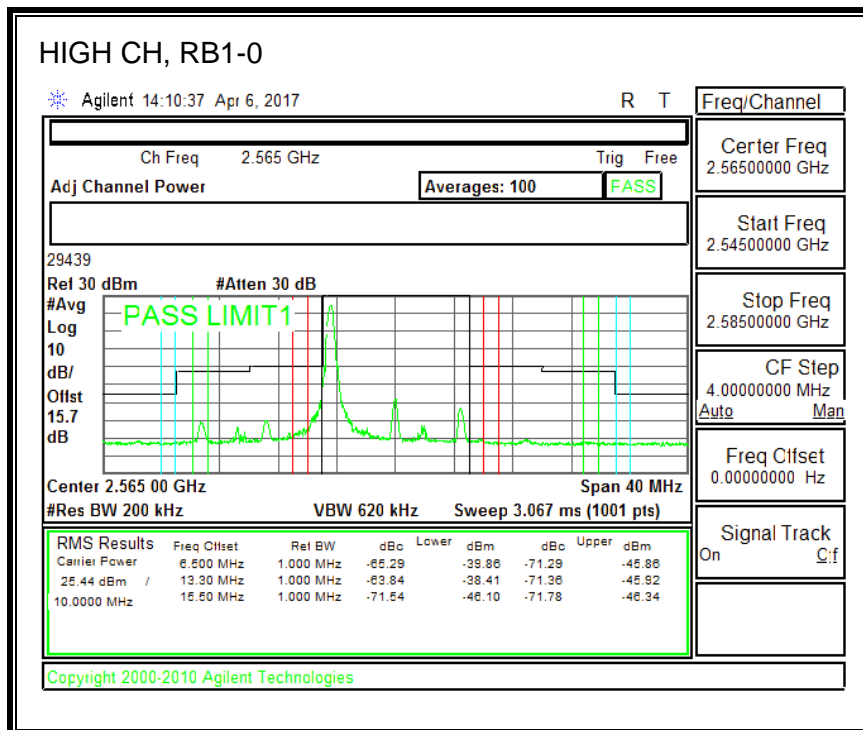 HIGH CH, RB1-0
Agilent 14:10:37 Apr 6, 2017 R T
Ch Freq 2.565 GHz Trig Free
Adj Channel Power Averages: 100 PASS
29439
Ref 30 dBm #Atten 30 dB
#Avg
Log
10
dB/
Offst
15.7
dB
PASS LIMIT1
Center 2.565 00 GHz Span 40 MHz
#Res BW 200 kHz VBW 620 kHz Sweep 3.067 ms (1001 pts)
RMS Results Freq Offset Ref BW dBc Lower dBm dBc Upper dBm
Carrier Power 6.500 MHz 1.000 MHz -65.29 -39.86 -71.29 -45.86
25.44 dBm / 13.30 MHz 1.000 MHz -63.84 -38.41 -71.36 -45.92
10.0000 MHz 15.50 MHz 1.000 MHz -71.54 -46.10 -71.78 -46.34
Copyright 2000-2010 Agilent Technologies
Freq/Channel
Center Freq
2.56500000 GHz
Start Freq
2.54500000 GHz
Stop Freq
2.58500000 GHz
CF Step
4.00000000 MHz
Auto Man
Freq Offset
0.00000000 Hz
Signal Track
On Off